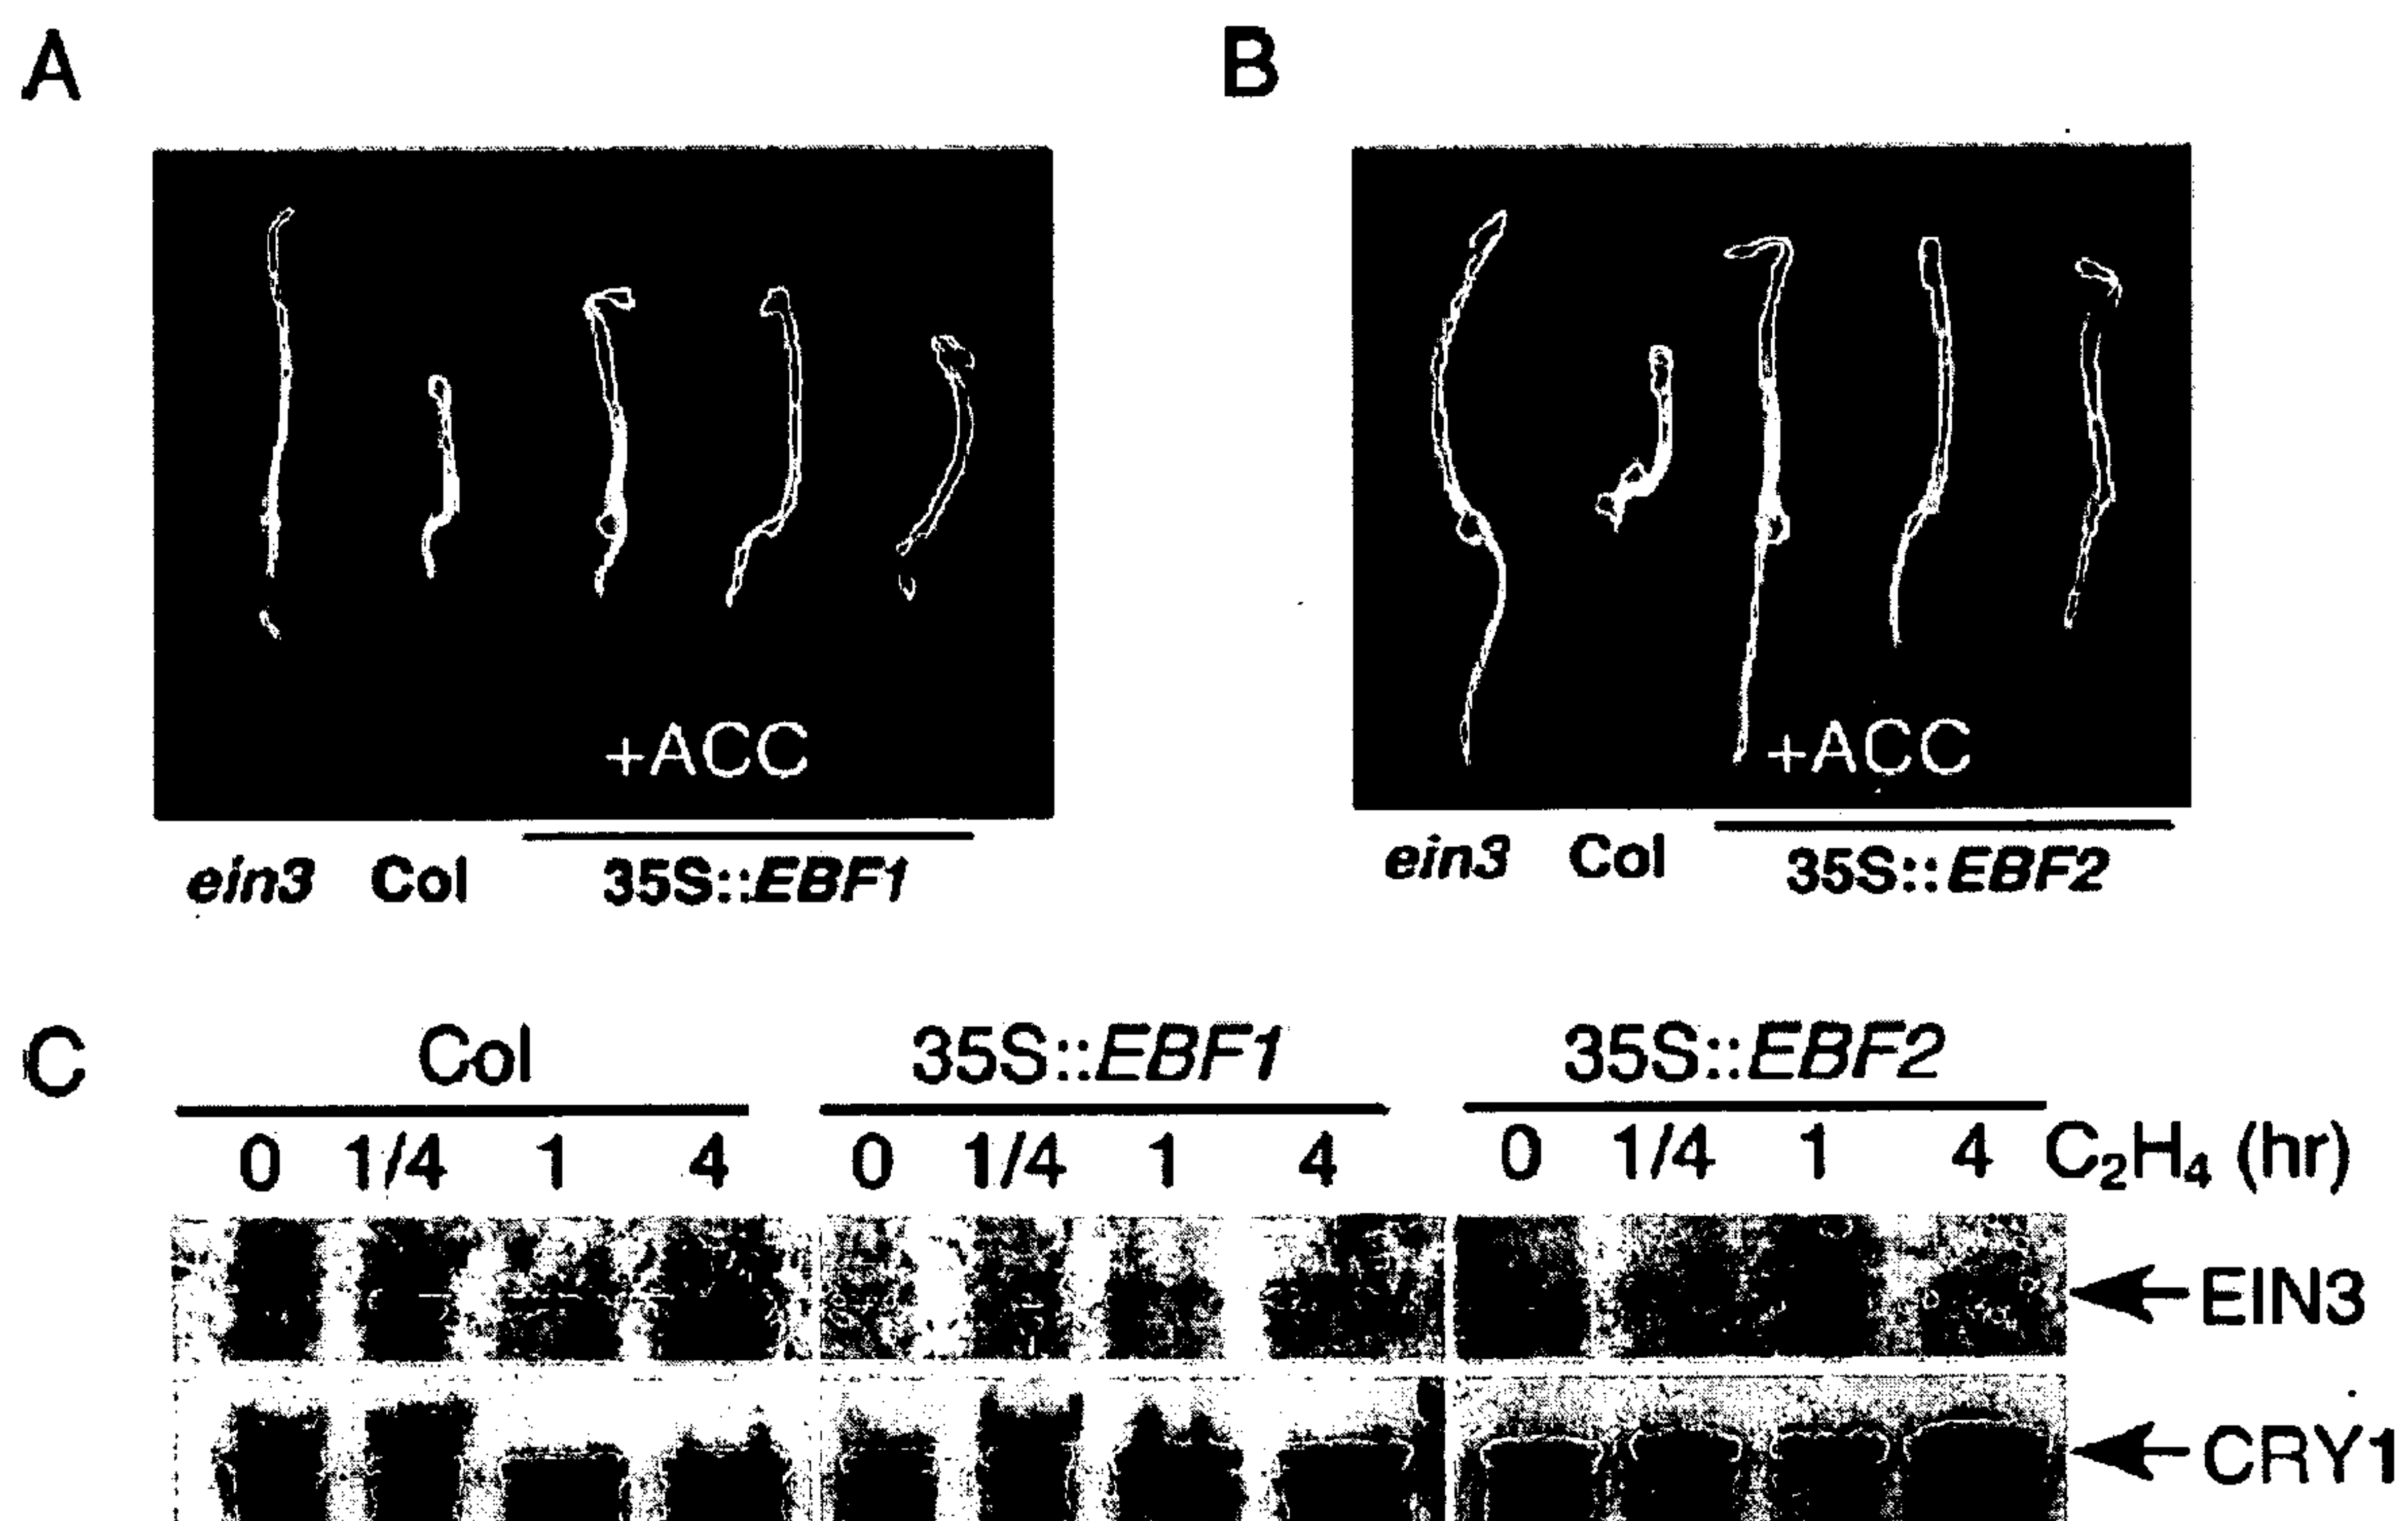 A
B
+ACC
+ACC
ein3 Col 35S::EBF1
ein3 Col 35S::EBF2
C
Col 35S::EBF1 35S::EBF2
0 1/4 1 4 0 1/4 1 4 0 1/4 1 4 C₂H₄ (hr)
EIN3
CRY1